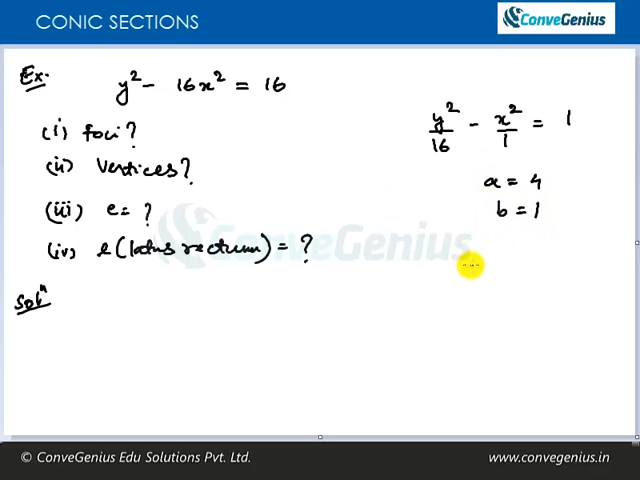 CONIC SECTIONS
ConveGenius
Ex.
y² - 16x² = 16
y²/16 - x²/1 = 1
(i) foci?
(ii) Vertices?
a = 4
(iii) e = ?
b = 1
(iv) l (latus rectum) = ?
ConveGenius
Solⁿ
© ConveGenius Edu Solutions Pvt. Ltd.
www.convegenius.in